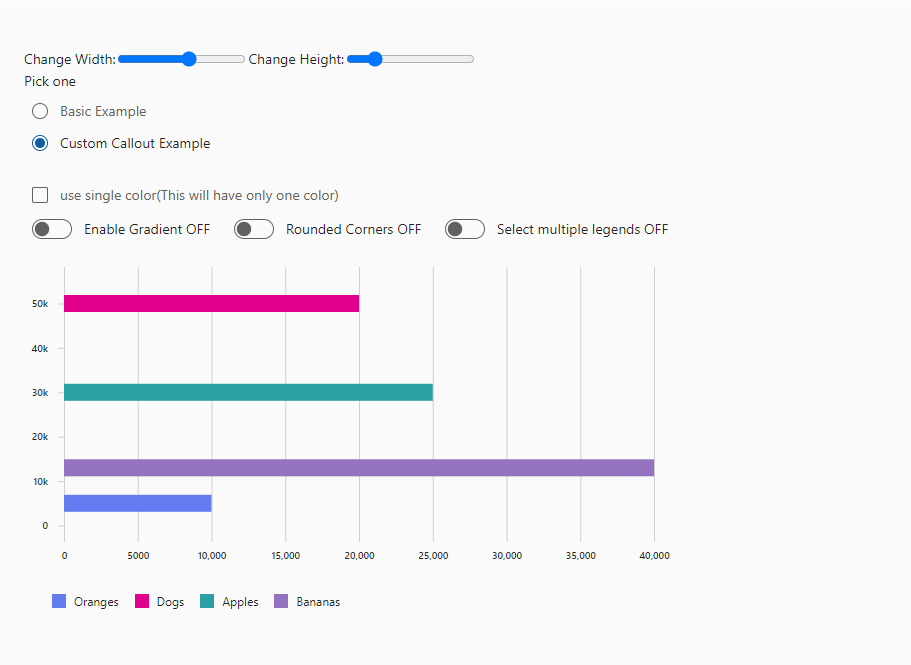 Change Width: Change Height:
Pick one
Basic Example
Custom Callout Example
use single color(This will have only one color)
Enable Gradient OFF Rounded Corners OFF Select multiple legends OFF
50k
40k
30k
20k
10k
0
0 5000 10,000 15,000 20,000 25,000 30,000 35,000 40,000
Oranges Dogs Apples Bananas